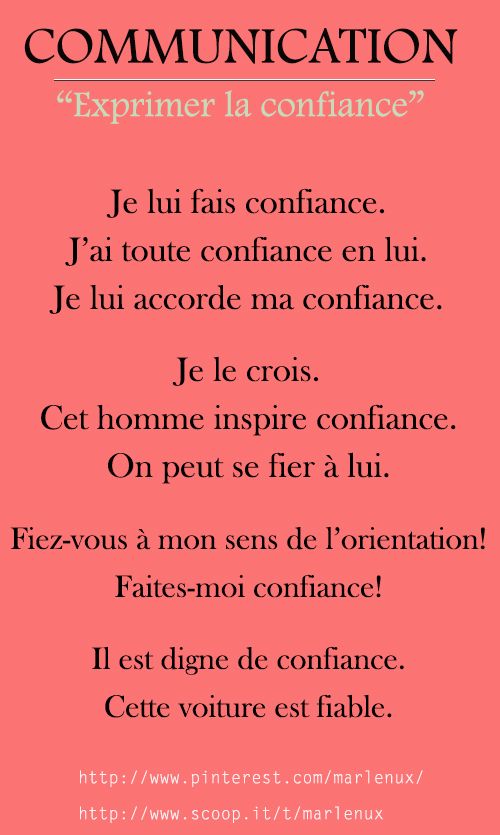 COMMUNICATION
“Exprimer la confiance”
Je lui fais confiance.
J’ai toute confiance en lui.
Je lui accorde ma confiance.
Je le crois.
Cet homme inspire confiance.
On peut se fier à lui.
Fiez-vous à mon sens de l’orientation!
Faites-moi confiance!
Il est digne de confiance.
Cette voiture est fiable.
http://www.pinterest.com/marlenux/
http://www.scoop.it/t/marlenux